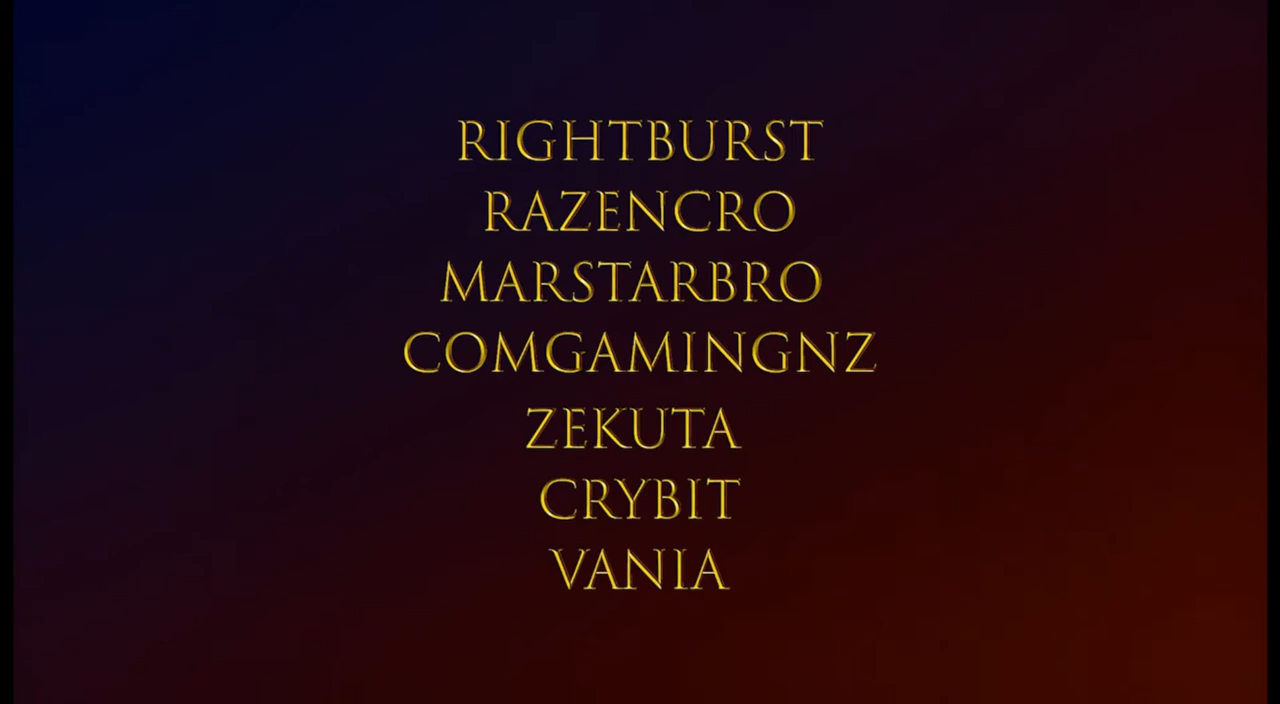 RIGHTBURST
RAZENCRO
MARSTARBRO
COMGAMINGNZ
ZEKUTA
CRYBIT
VANIA